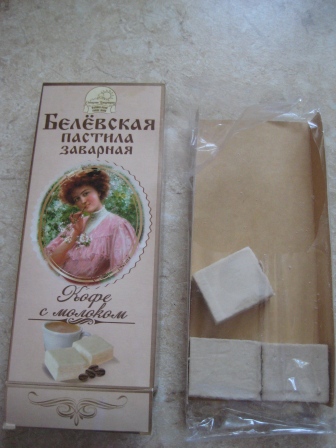 Белёвская
пастила
заварная
Кофе
с молоком